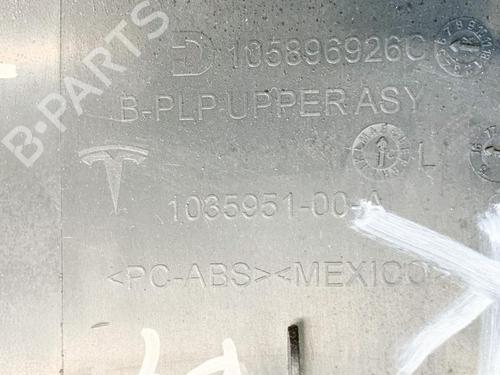 105896926C
B-PLP UPPER ASY
L
1035951-00-A
<PC-ABS><MEXICO>
B-PARTS